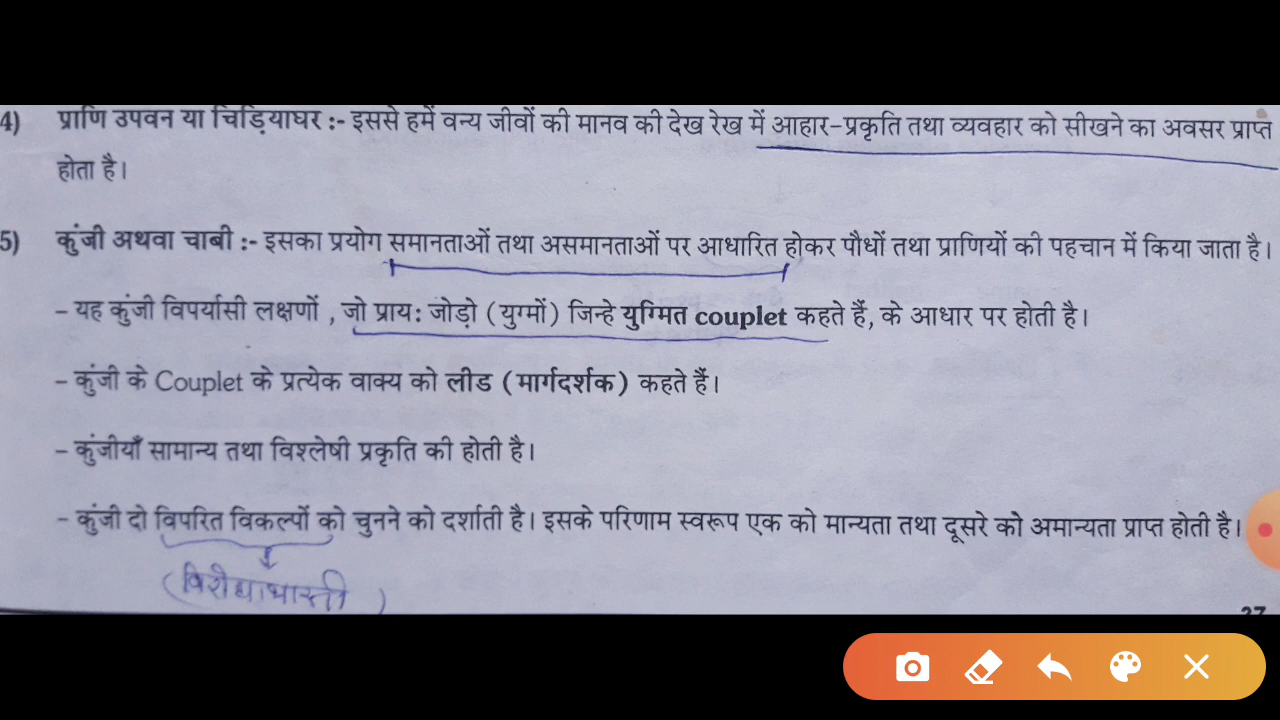 4) प्राणि उपवन या चिड़ियाघर :- इससे हमें वन्य जीवों की मानव की देख रेख में आहार-प्रकृति तथा व्यवहार को सीखने का अवसर प्राप्त
होता है।
5) कुंजी अथवा चाबी :- इसका प्रयोग समानताओं तथा असमानताओं पर आधारित होकर पौधों तथा प्राणियों की पहचान में किया जाता है।
- यह कुंजी विपर्यासी लक्षणों , जो प्राय: जोड़ो (युग्मों) जिन्हे युग्मित couplet कहते हैं, के आधार पर होती है।
- कुंजी के Couplet के प्रत्येक वाक्य को लीड (मार्गदर्शक) कहते हैं।
- कुंजीयाँ सामान्य तथा विश्लेषी प्रकृति की होती है।
- कुंजी दो विपरित विकल्पों को चुनने को दर्शाती है। इसके परिणाम स्वरूप एक को मान्यता तथा दूसरे को अमान्यता प्राप्त होती है।